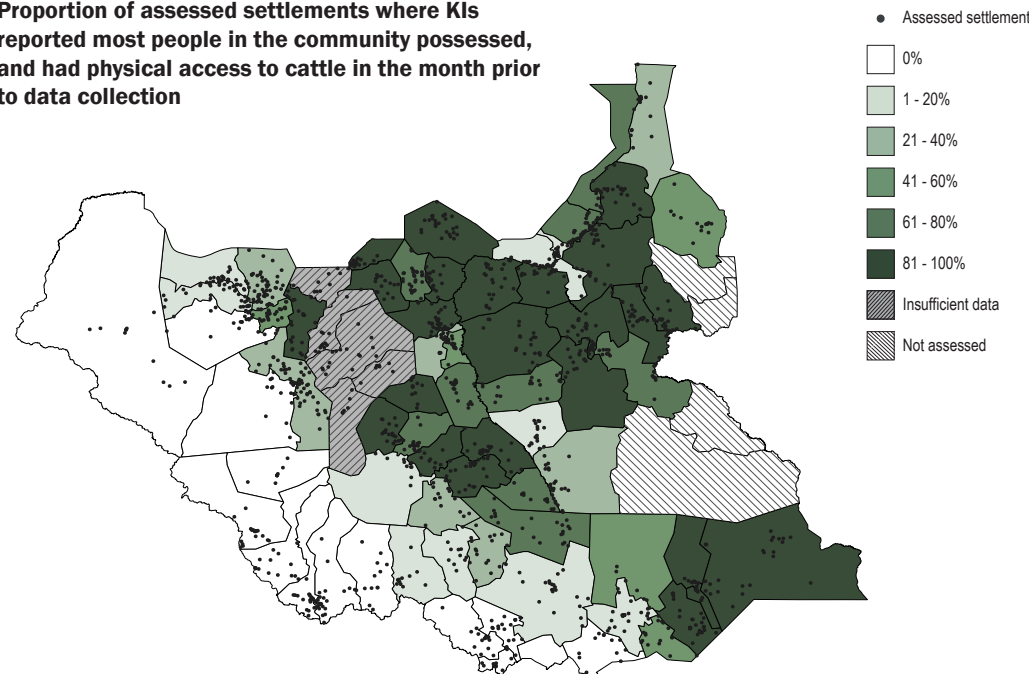 Proportion of assessed settlements where KIs
reported most people in the community possessed,
and had physical access to cattle in the month prior
to data collection
Assessed settlement
0%
1 - 20%
21 - 40%
41 - 60%
61 - 80%
81 - 100%
Insufficient data
Not assessed